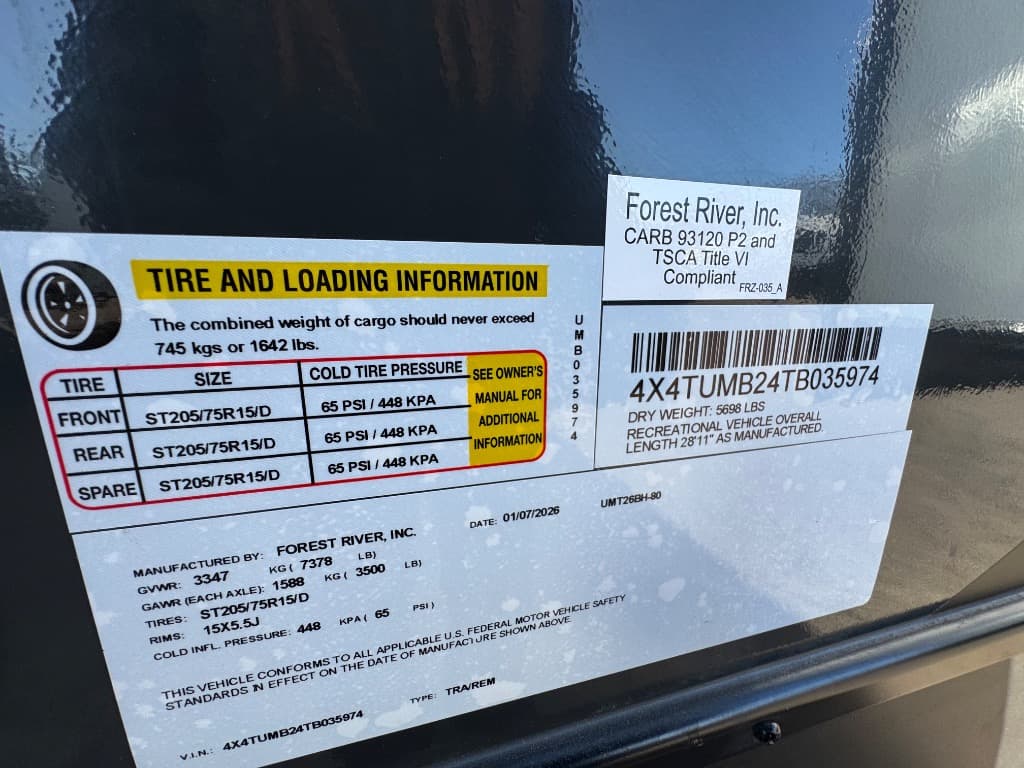 Forest River, Inc.
CARB 93120 P2 and
TSCA Title VI
Compliant
FRZ-035_A
TIRE AND LOADING INFORMATION
The combined weight of cargo should never exceed
745 kgs or 1642 lbs.
TIRE SIZE COLD TIRE PRESSURE
FRONT ST205/75R15/D 65 PSI / 448 KPA
REAR ST205/75R15/D 65 PSI / 448 KPA
SPARE ST205/75R15/D 65 PSI / 448 KPA
SEE OWNER'S
MANUAL FOR
ADDITIONAL
INFORMATION
UMB035974
4X4TUMB24TB035974
DRY WEIGHT: 5698 LBS
RECREATIONAL VEHICLE OVERALL
LENGTH 28'11" AS MANUFACTURED.
MANUFACTURED BY: FOREST RIVER, INC. DATE: 01/07/2026 UMT26BH-80
GVWR: 3347 KG ( 7378 LB)
GAWR (EACH AXLE): 1588 KG ( 3500 LB)
TIRES: ST205/75R15/D
RIMS: 15X5.5J
COLD INFL. PRESSURE: 448 KPA ( 65 PSI )
THIS VEHICLE CONFORMS TO ALL APPLICABLE U.S. FEDERAL MOTOR VEHICLE SAFETY
STANDARDS IN EFFECT ON THE DATE OF MANUFACTURE SHOWN ABOVE
V.I.N.: 4X4TUMB24TB035974 TYPE: TRA/REM